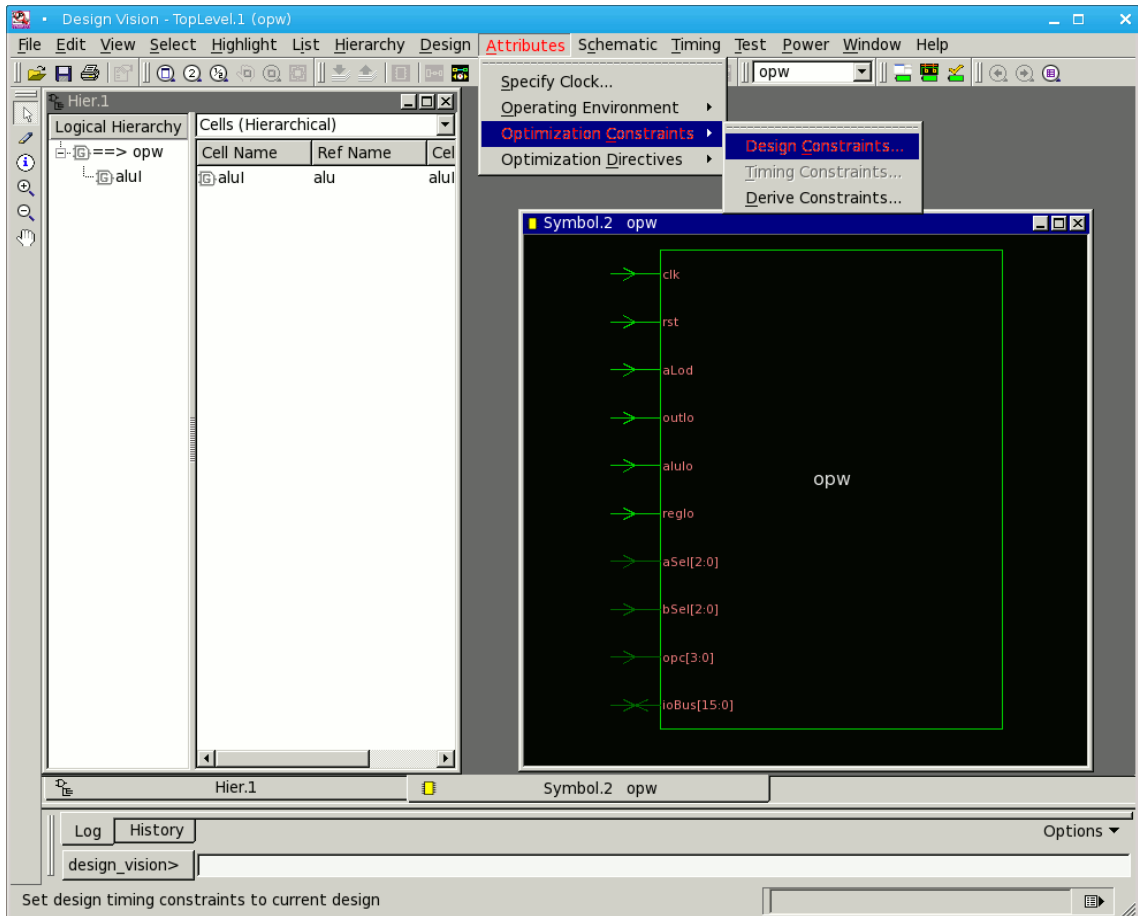 Design Vision - TopLevel.1 (opw)
File Edit View Select Highlight List Hierarchy Design Attributes Schematic Timing Test Power Window Help
opw
Specify Clock...
Operating Environment
Optimization Constraints
Optimization Directives
Design Constraints...
Timing Constraints...
Derive Constraints...
Hier.1
Logical Hierarchy
==> opw
aluI
Cells (Hierarchical)
Cell Name Ref Name Cel
aluI alu aluI
Symbol.2 opw
clk
rst
aLod
outIo
aluIo
regIo
aSel[2:0]
bSel[2:0]
opc[3:0]
ioBus[15:0]
opw
Hier.1
Symbol.2 opw
Log History
Options
design_vision>
Set design timing constraints to current design